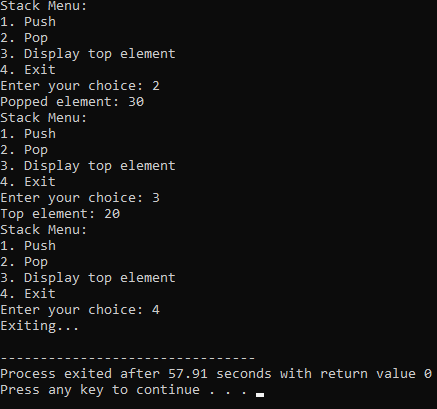 Stack Menu:
1. Push
2. Pop
3. Display top element
4. Exit
Enter your choice: 2
Popped element: 30
Stack Menu:
1. Push
2. Pop
3. Display top element
4. Exit
Enter your choice: 3
Top element: 20
Stack Menu:
1. Push
2. Pop
3. Display top element
4. Exit
Enter your choice: 4
Exiting...
--------------------------------
Process exited after 57.91 seconds with return value 0
Press any key to continue . . .